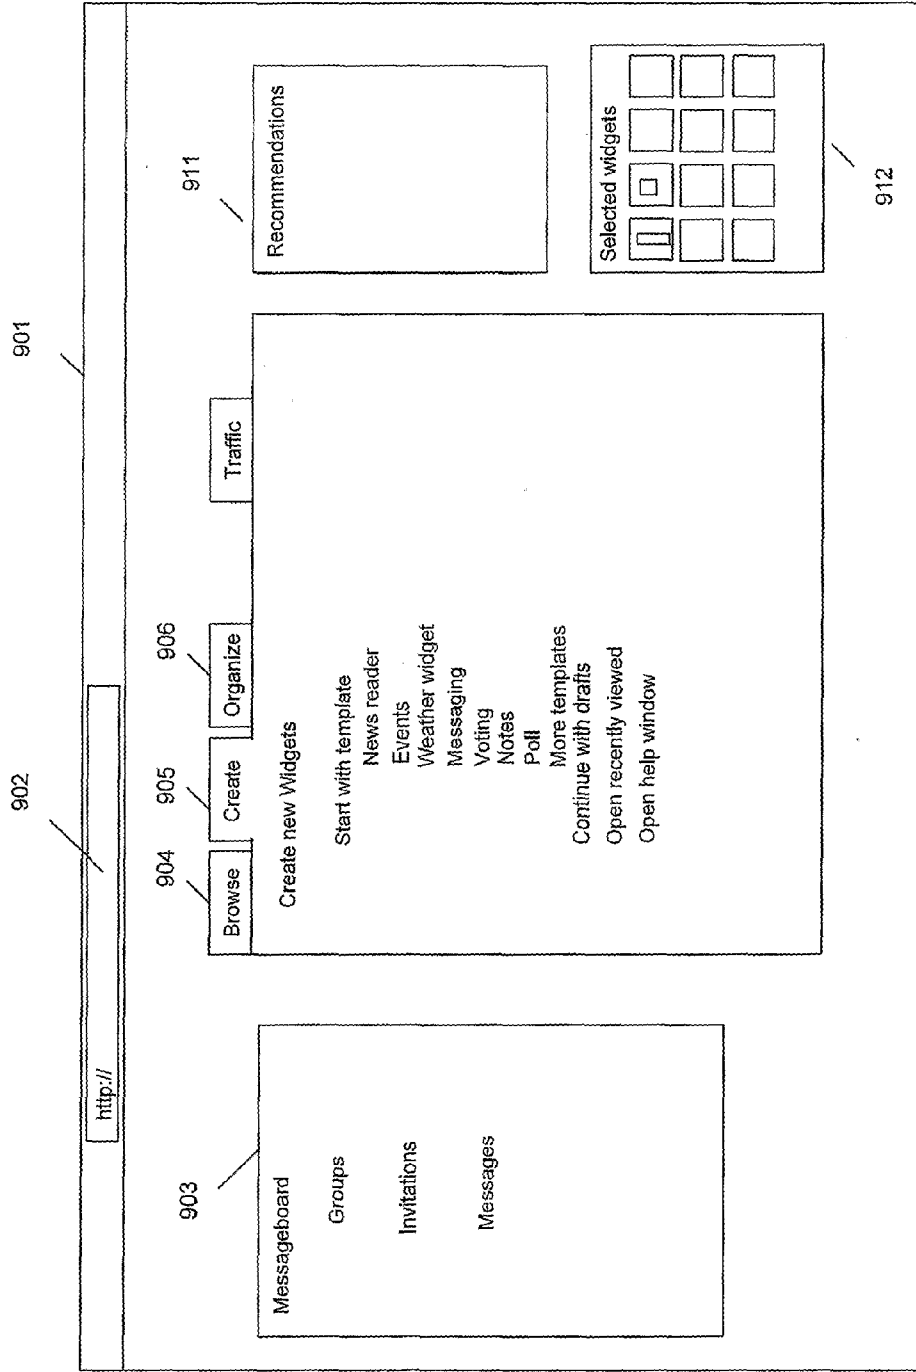 901
902
http://
903
Messageboard
Groups
Invitations
Messages
904
905
906
Browse
Create
Organize
Traffic
Create new Widgets
Start with template
News reader
Events
Weather widget
Messaging
Voting
Notes
Poll
More templates
Continue with drafts
Open recently viewed
Open help window
911
Recommendations
Selected widgets
912